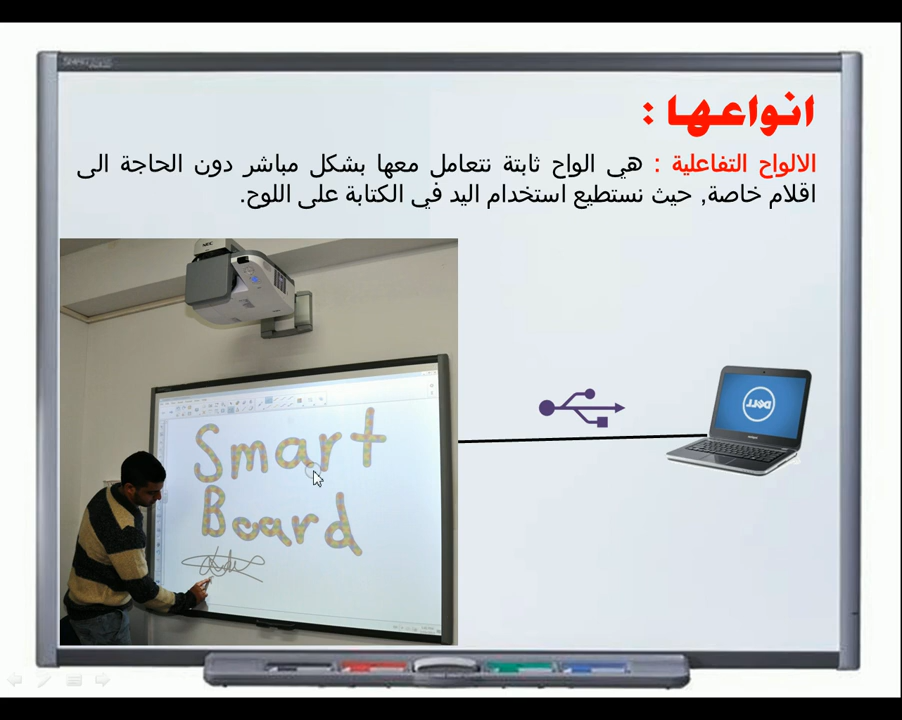 انواعها :
الالواح التفاعلية : هي الواح ثابتة نتعامل معها بشكل مباشر دون الحاجة الى
اقلام خاصة, حيث نستطيع استخدام اليد في الكتابة على اللوح.
NEC
Smart
Board
DELL